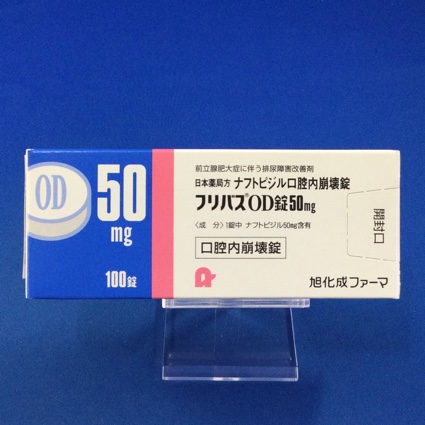 OD
50
mg
100錠
前立腺肥大症に伴う排尿障害改善剤
日本薬局方 ナフトピジル口腔内崩壊錠
フリバス®OD錠50mg
〈成 分〉1錠中 ナフトピジル50mg含有
口腔内崩壊錠
開封口
旭化成ファーマ